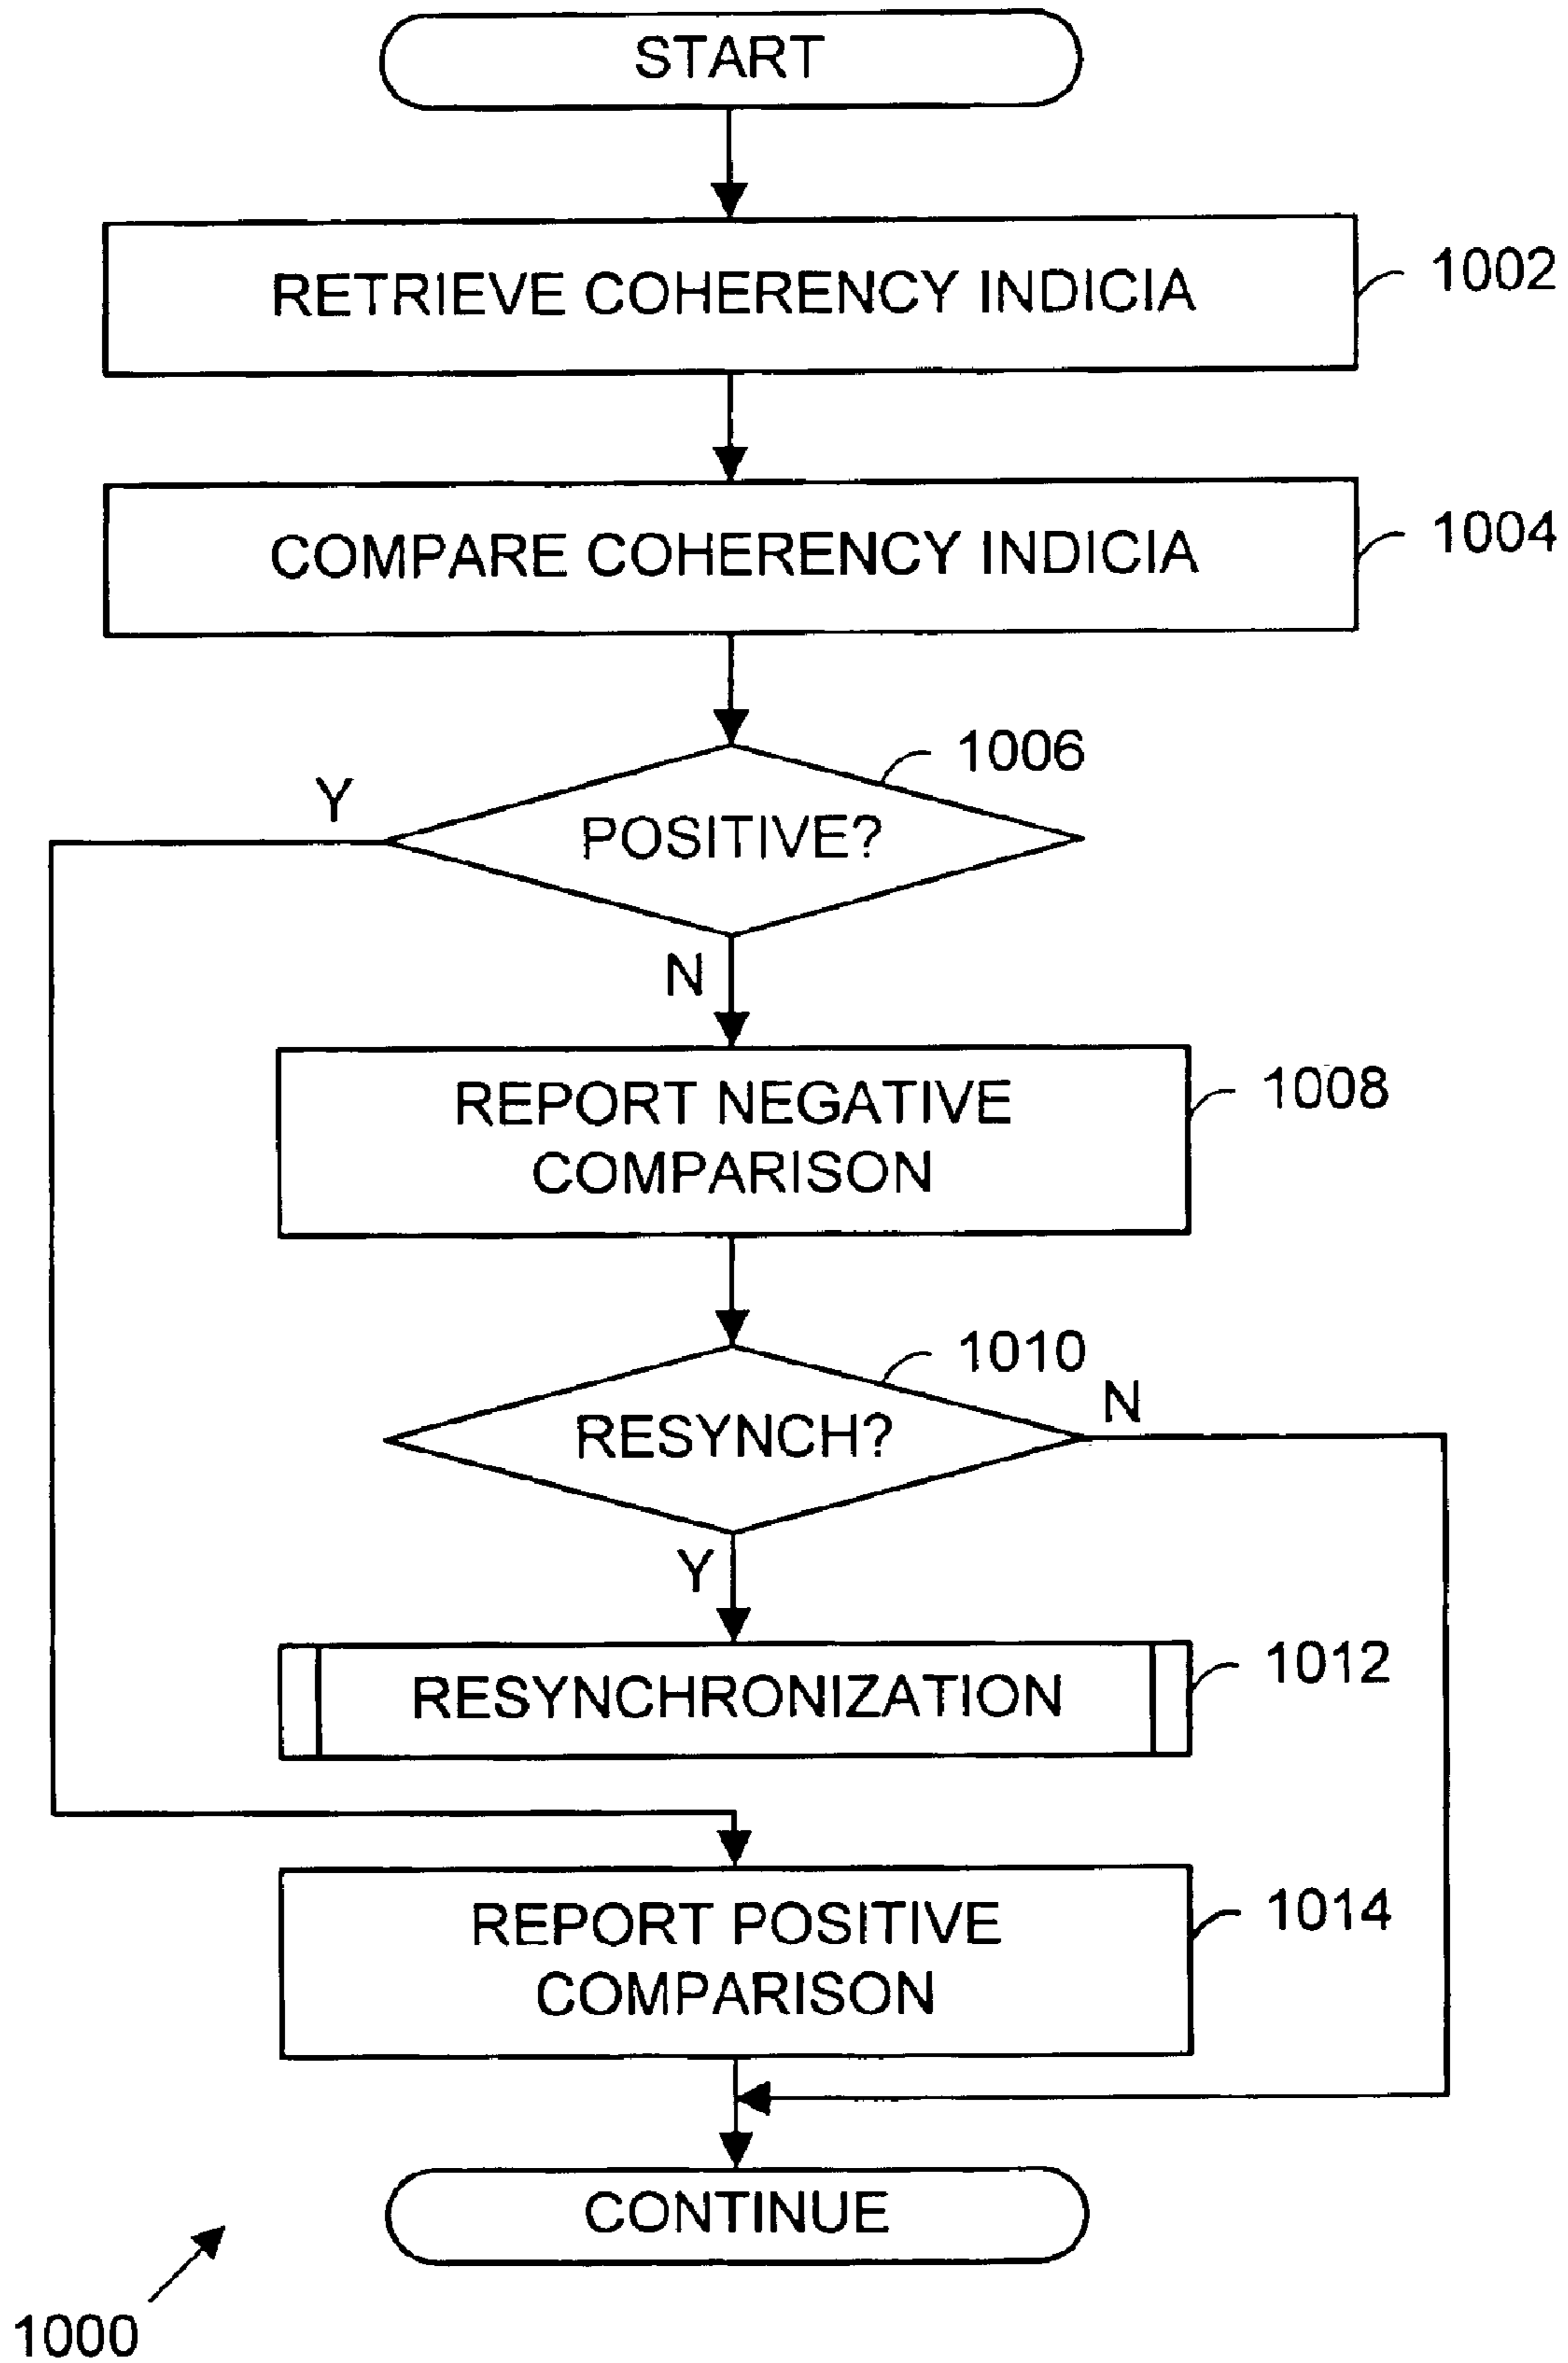 START
RETRIEVE COHERENCY INDICIA
1002
COMPARE COHERENCY INDICIA
1004
1006
Y
POSITIVE?
N
REPORT NEGATIVE
COMPARISON
1008
1010
N
RESYNCH?
Y
RESYNCHRONIZATION
1012
REPORT POSITIVE
COMPARISON
1014
CONTINUE
1000